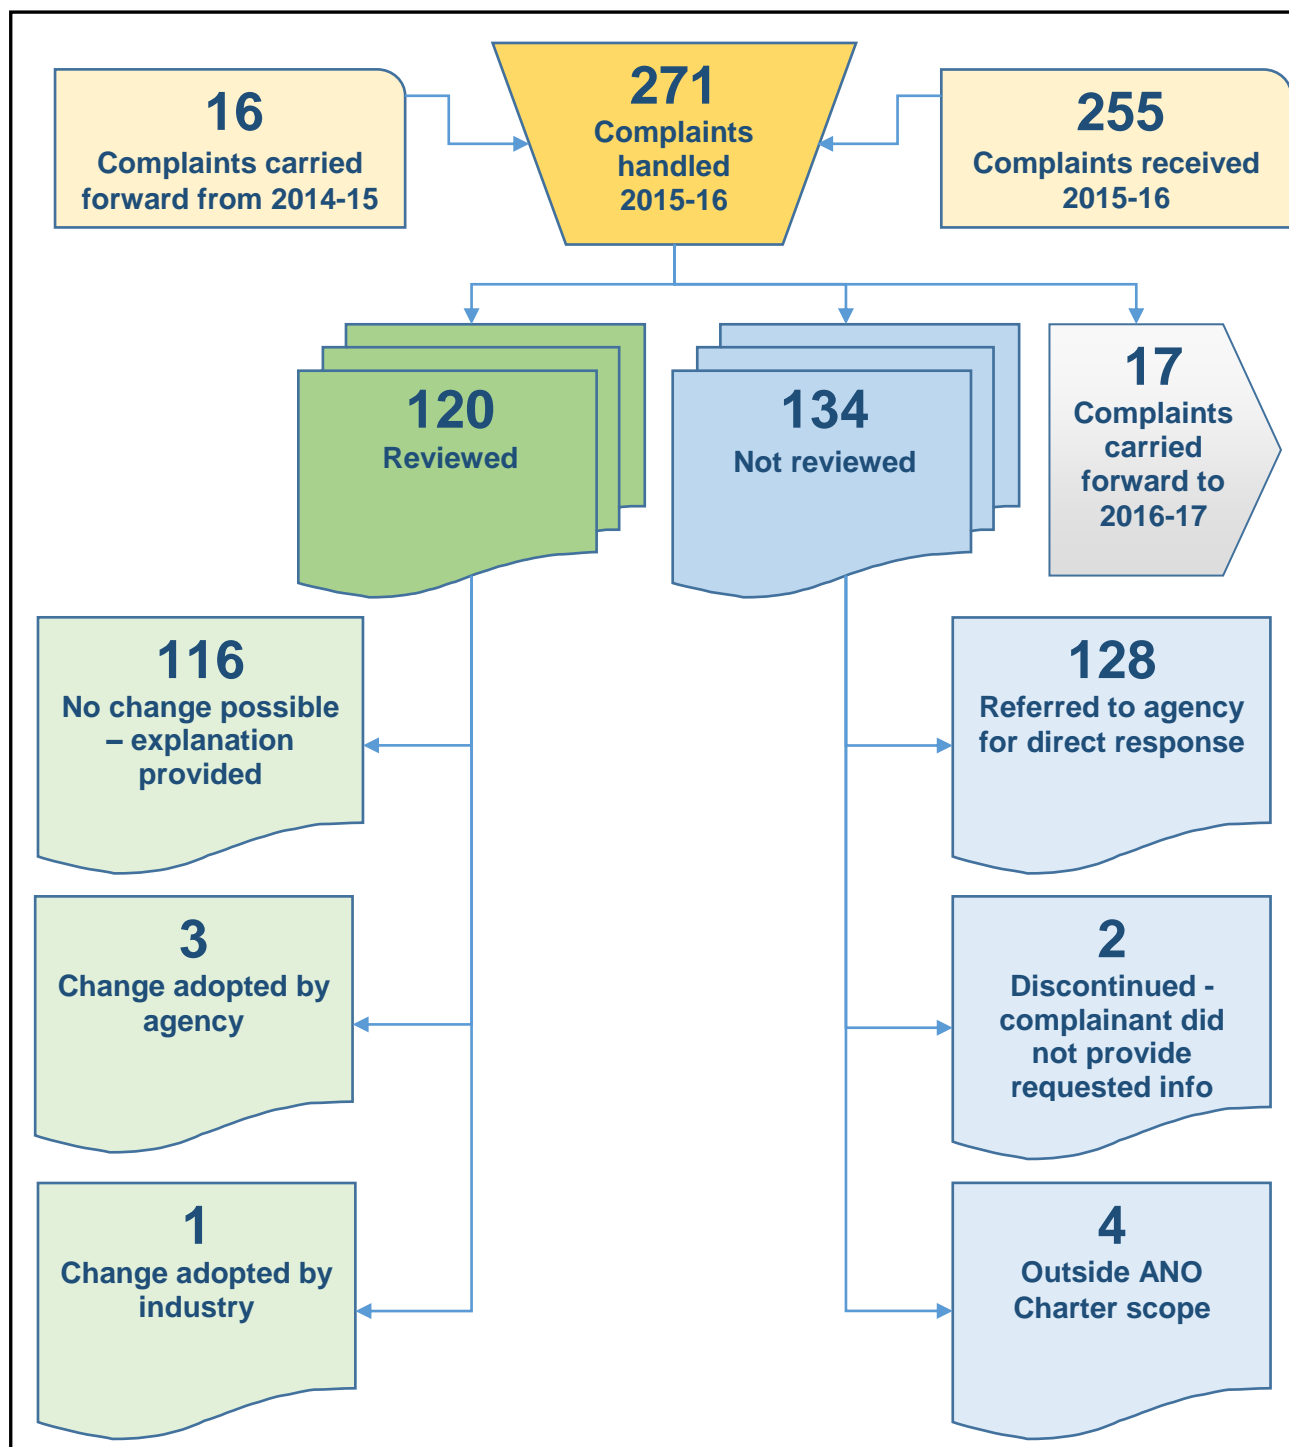 16
Complaints carried
forward from 2014-15
271
Complaints
handled
2015-16
255
Complaints received
2015-16
120
Reviewed
134
Not reviewed
17
Complaints
carried
forward to
2016-17
116
No change possible
– explanation
provided
128
Referred to agency
for direct response
3
Change adopted by
agency
2
Discontinued -
complainant did
not provide
requested info
1
Change adopted by
industry
4
Outside ANO
Charter scope